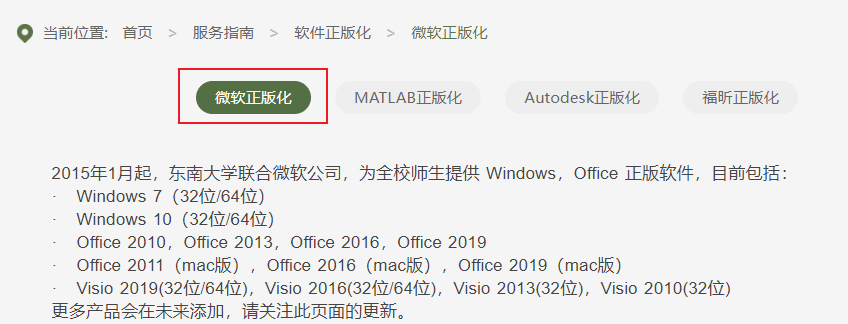 当前位置: 首页 > 服务指南 > 软件正版化 > 微软正版化
微软正版化 MATLAB正版化 Autodesk正版化 福昕正版化
2015年1月起，东南大学联合微软公司，为全校师生提供 Windows，Office 正版软件，目前包括：
· Windows 7（32位/64位）
· Windows 10（32位/64位）
· Office 2010，Office 2013，Office 2016，Office 2019
· Office 2011（mac版），Office 2016（mac版），Office 2019（mac版）
· Visio 2019(32位/64位)，Visio 2016(32位/64位)，Visio 2013(32位)，Visio 2010(32位)
更多产品会在未来添加，请关注此页面的更新。